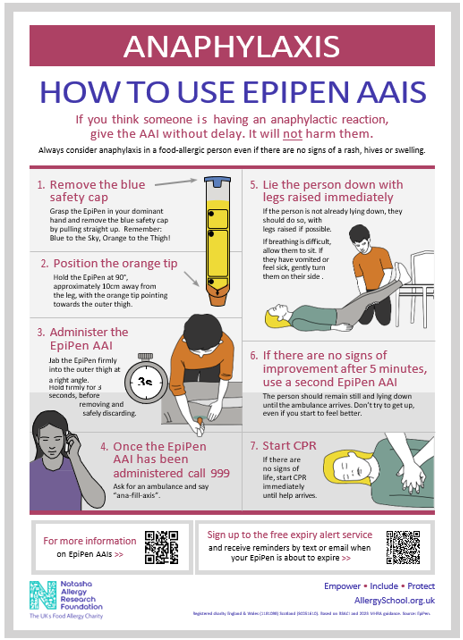 ANAPHYLAXIS
HOW TO USE EPIPEN AAIS
If you think someone is having an anaphylactic reaction,
give the AAI without delay. It will not harm them.
Always consider anaphylaxis in a food-allergic person even if there are no signs of a rash, hives or swelling.
1. Remove the blue
safety cap
Grasp the EpiPen in your dominant
hand and remove the blue safety cap
by pulling straight up. Remember:
Blue to the Sky, Orange to the Thigh!
2. Position the orange tip
Hold the EpiPen at 90°,
approximately 10cm away from
the leg, with the orange tip pointing
towards the outer thigh.
3. Administer the
EpiPen AAI
Jab the EpiPen firmly
into the outer thigh at
a right angle.
Hold firmly for 3
seconds, before
removing and
safely discarding.
3s
4. Once the EpiPen
AAI has been
administered call 999
Ask for an ambulance and say
"ana-fill-axis".
5. Lie the person down with
legs raised immediately
If the person is not already lying down, they
should do so, with
legs raised if possible.
If breathing is difficult,
allow them to sit. If
they have vomited or
feel sick, gently turn
them on their side .
6. If there are no signs of
improvement after 5 minutes,
use a second EpiPen AAI
The person should remain still and lying down
until the ambulance arrives. Don't try to get up,
even if you start to feel better.
7. Start CPR
If there are
no signs of
life, start CPR
immediately
until help arrives.
For more information
on EpiPen AAIs >>
Sign up to the free expiry alert service
and receive reminders by text or email when
your EpiPen is about to expire >>
Natasha
Allergy
Research
Foundation
The UK's Food Allergy Charity
Empower • Include • Protect
AllergySchool.org.uk
Registered charity, England & Wales